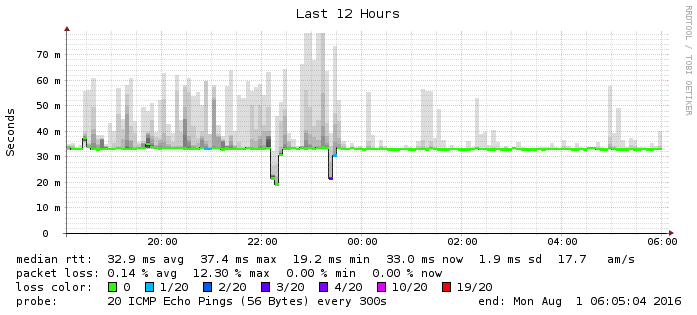 Last 12 Hours
RRDTOOL / TOBI OETIKER
Seconds
70 m
60 m
50 m
40 m
30 m
20 m
10 m
0
20:00 22:00 00:00 02:00 04:00 06:00
median rtt: 32.9 ms avg 37.4 ms max 19.2 ms min 33.0 ms now 1.9 ms sd 17.7 am/s
packet loss: 0.14 % avg 12.30 % max 0.00 % min 0.00 % now
loss color: 0 1/20 2/20 3/20 4/20 10/20 19/20
probe: 20 ICMP Echo Pings (56 Bytes) every 300s end: Mon Aug 1 06:05:04 2016